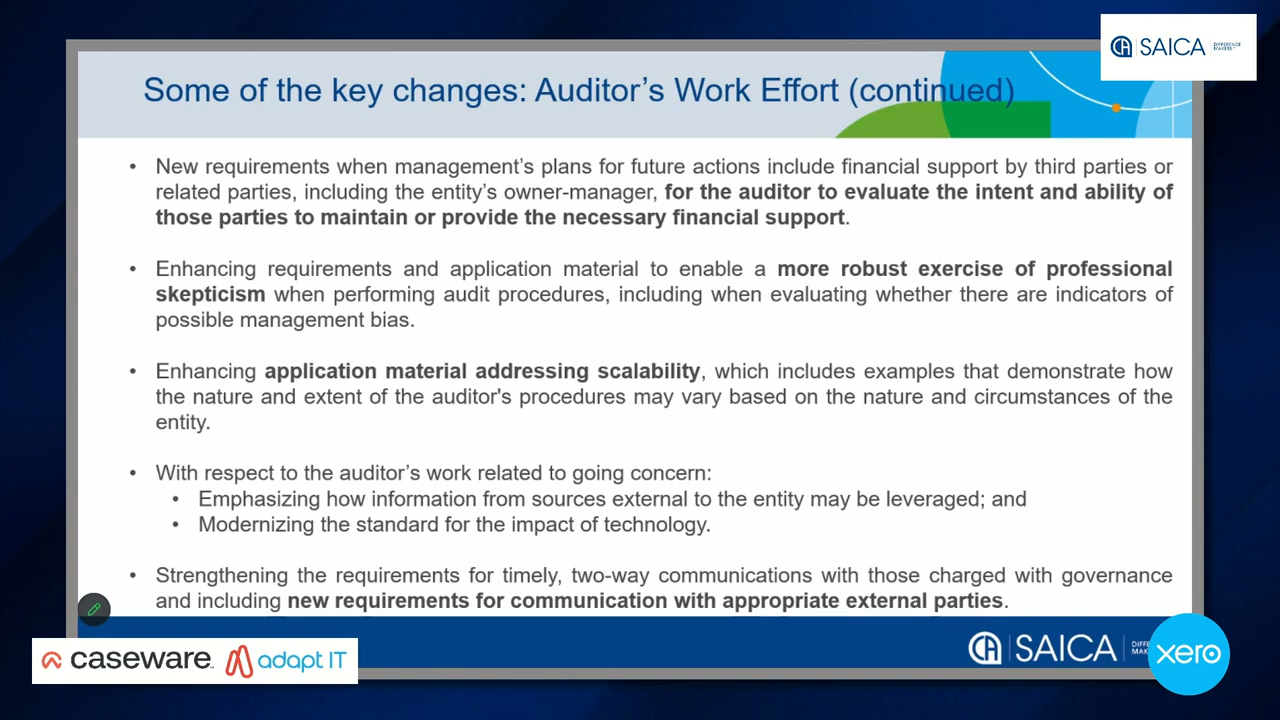 SAICA
DIFFERENCE
MAKERS
Some of the key changes: Auditor's Work Effort (continued)
• New requirements when management's plans for future actions include financial support by third parties or
related parties, including the entity's owner-manager, for the auditor to evaluate the intent and ability of
those parties to maintain or provide the necessary financial support.
• Enhancing requirements and application material to enable a more robust exercise of professional
skepticism when performing audit procedures, including when evaluating whether there are indicators of
possible management bias.
• Enhancing application material addressing scalability, which includes examples that demonstrate how
the nature and extent of the auditor's procedures may vary based on the nature and circumstances of the
entity.
• With respect to the auditor's work related to going concern:
• Emphasizing how information from sources external to the entity may be leveraged; and
• Modernizing the standard for the impact of technology.
• Strengthening the requirements for timely, two-way communications with those charged with governance
and including new requirements for communication with appropriate external parties.
caseware adapt IT
SAICA
xero